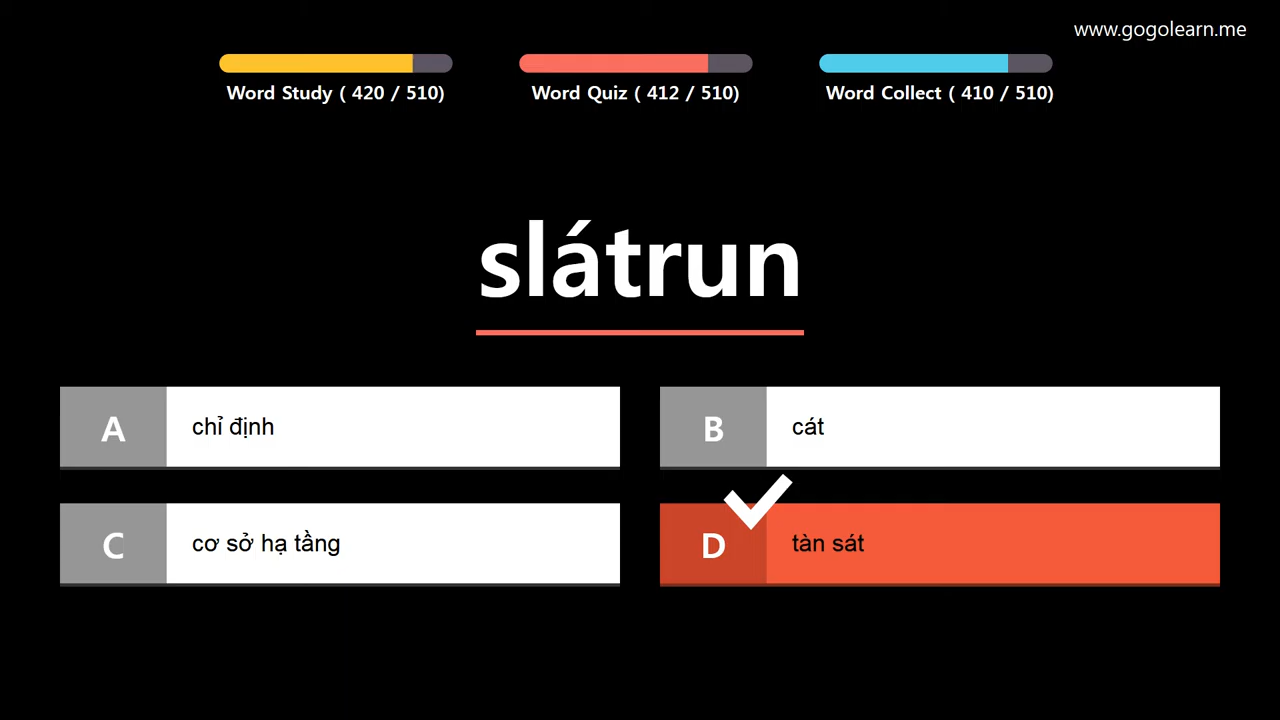 www.gogolearn.me
Word Study ( 420 / 510)
Word Quiz ( 412 / 510)
Word Collect ( 410 / 510)
slátrun
A chỉ định
B cát
C cơ sở hạ tầng
D tàn sát